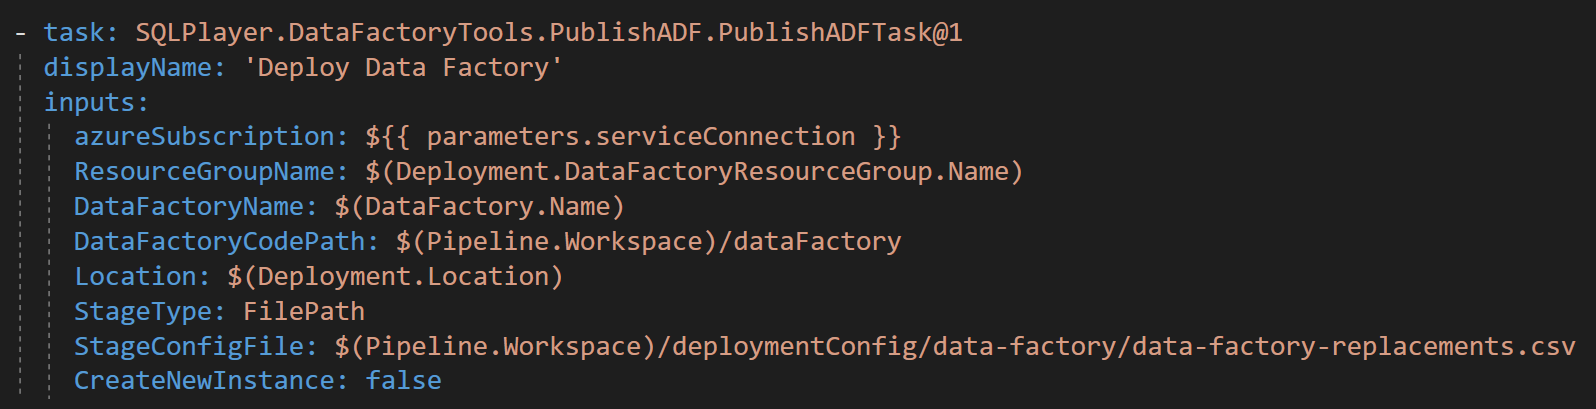 - task: SQLPlayer.DataFactoryTools.PublishADF.PublishADFTask@1
  displayName: 'Deploy Data Factory'
  inputs:
    azureSubscription: ${{ parameters.serviceConnection }}
    ResourceGroupName: $(Deployment.DataFactoryResourceGroup.Name)
    DataFactoryName: $(DataFactory.Name)
    DataFactoryCodePath: $(Pipeline.Workspace)/dataFactory
    Location: $(Deployment.Location)
    StageType: FilePath
    StageConfigFile: $(Pipeline.Workspace)/deploymentConfig/data-factory/data-factory-replacements.csv
    CreateNewInstance: false